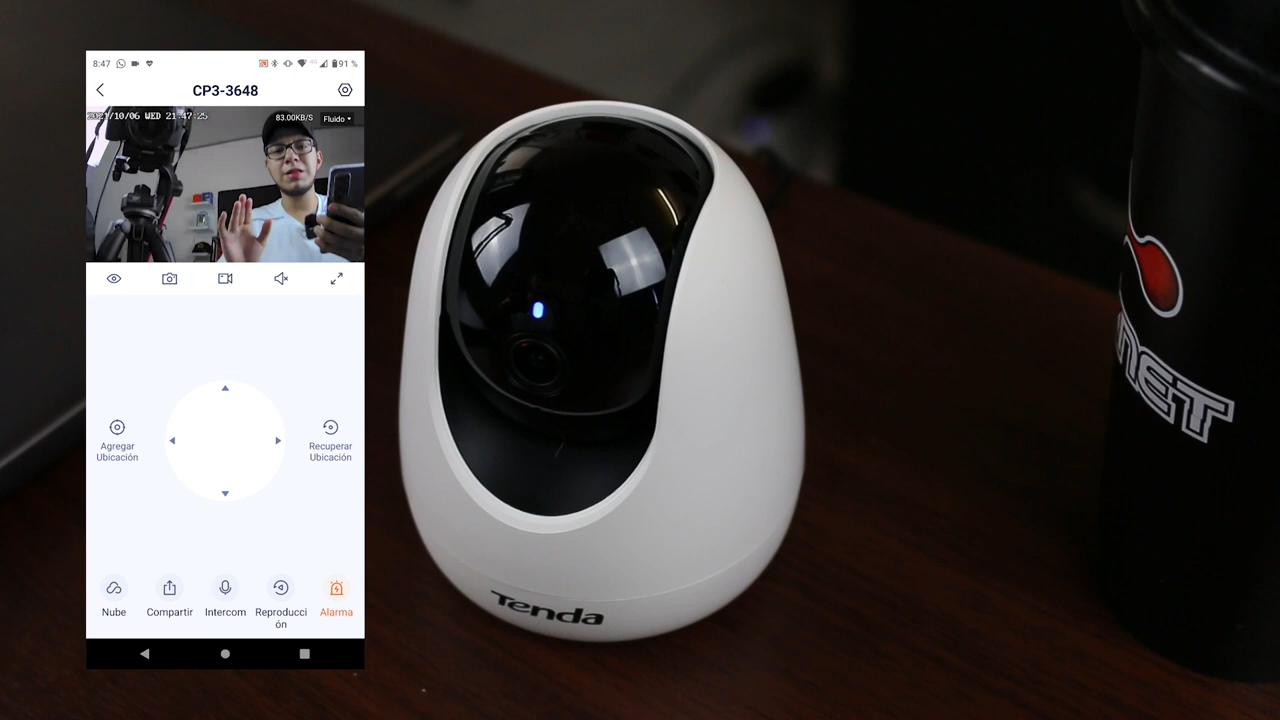 8:47
4G
91 %
CP3-3648
2021/10/06 WED 21:47:25
83.00KB/S
Fluido
Agregar
Ubicación
Recuperar
Ubicación
Nube
Compartir
Intercom
Reproducci
ón
Alarma
Tenda
NET